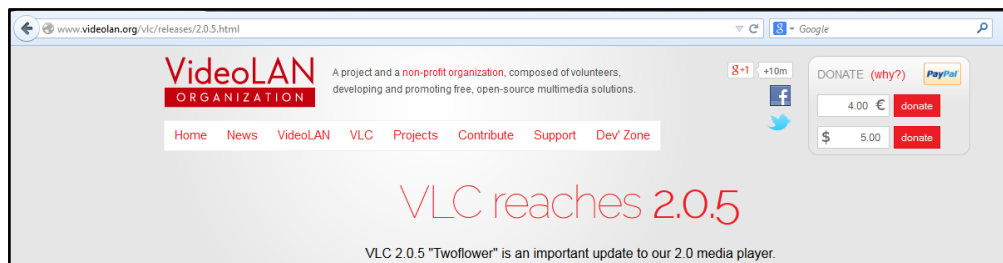 www.videolan.org/vlc/releases/2.0.5.html
Google
VideoLAN
ORGANIZATION
A project and a non-profit organization, composed of volunteers,
developing and promoting free, open-source multimedia solutions.
g+1 +10m
DONATE (why?) PayPal
4.00 € donate
$ 5.00 donate
Home News VideoLAN VLC Projects Contribute Support Dev' Zone
VLC reaches 2.0.5
VLC 2.0.5 "Twoflower" is an important update to our 2.0 media player.